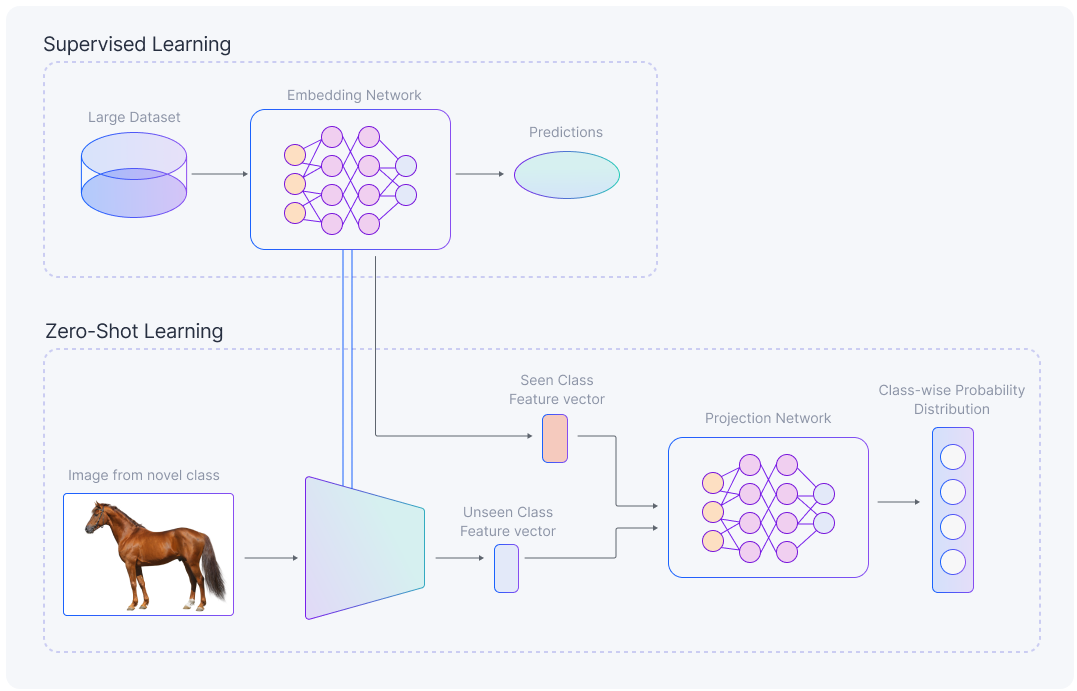 Supervised Learning
Embedding Network
Large Dataset
Predictions
Zero-Shot Learning
Seen Class
Feature vector
Class-wise Probability
Distribution
Projection Network
Image from novel class
Unseen Class
Feature vector